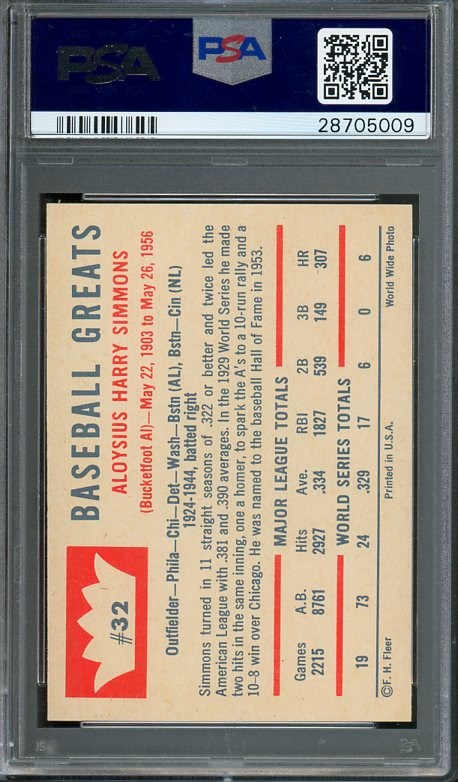 PSA
PSA
28705009
#32
BASEBALL GREATS
ALOYSIUS HARRY SIMMONS
(Bucketfoot Al)—May 22, 1903 to May 26, 1956
Outfielder—Phila—Chi—Det—Wash—Bstn (AL), Bstn—Cin (NL)
1924-1944, batted right
Simmons turned in 11 straight seasons of .322 or better and twice led the
American League with .381 and .390 averages. In the 1929 World Series he made
two hits in the same inning, one a homer, to spark the A's to a 10-run rally and a
10-8 win over Chicago. He was named to the baseball Hall of Fame in 1953.
MAJOR LEAGUE TOTALS
Games A.B. Hits Ave. RBI 2B 3B HR
2215 8761 2927 .334 1827 539 149 307
WORLD SERIES TOTALS
19 73 24 .329 17 6 0 6
©F. H. Fleer Printed in U.S.A. World Wide Photo